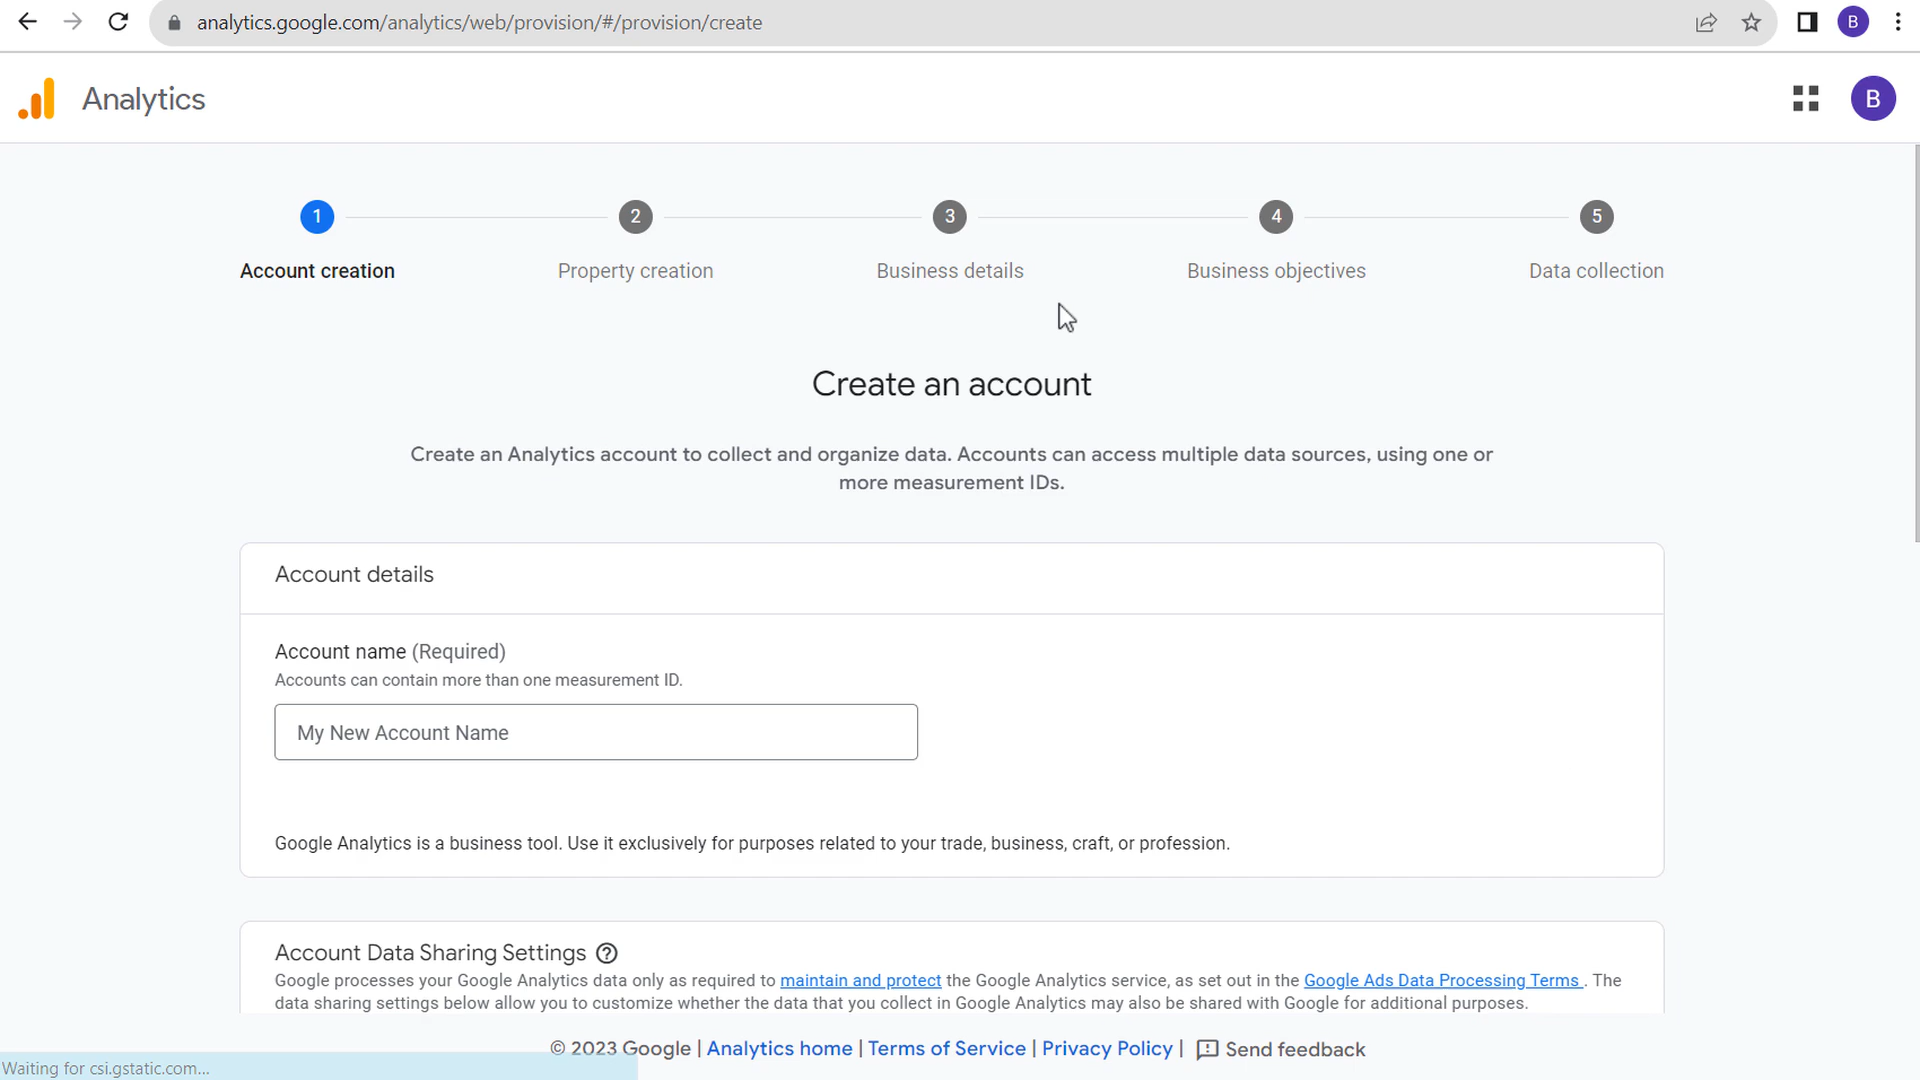 analytics.google.com/analytics/web/provision/#/provision/create
B
Analytics
B
1
2
3
4
5
Account creation
Property creation
Business details
Business objectives
Data collection
Create an account
Create an Analytics account to collect and organize data. Accounts can access multiple data sources, using one or
more measurement IDs.
Account details
Account name (Required)
Accounts can contain more than one measurement ID.
My New Account Name
Google Analytics is a business tool. Use it exclusively for purposes related to your trade, business, craft, or profession.
Account Data Sharing Settings
Google processes your Google Analytics data only as required to maintain and protect the Google Analytics service, as set out in the Google Ads Data Processing Terms . The
data sharing settings below allow you to customize whether the data that you collect in Google Analytics may also be shared with Google for additional purposes.
© 2023 Google | Analytics home | Terms of Service | Privacy Policy | Send feedback
Waiting for csi.gstatic.com...